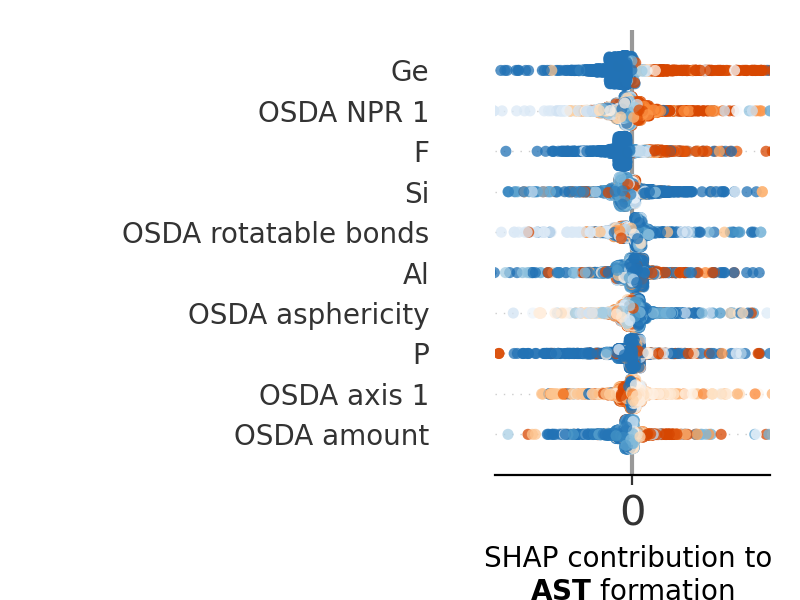 Ge
OSDA NPR 1
F
Si
OSDA rotatable bonds
Al
OSDA asphericity
P
OSDA axis 1
OSDA amount
0
SHAP contribution to
AST formation